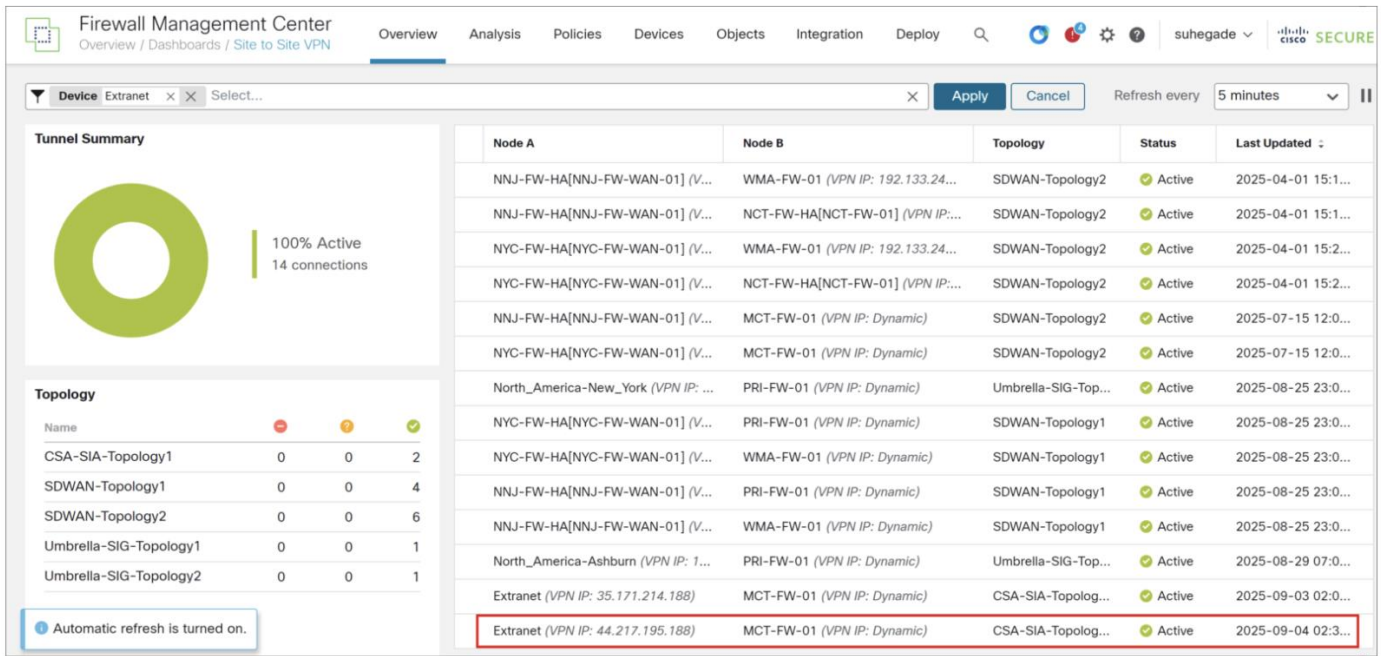 Firewall Management Center
Overview / Dashboards / Site to Site VPN
Overview Analysis Policies Devices Objects Integration Deploy 4 suhegade CISCO SECURE
Device Extranet Select... Apply Cancel Refresh every 5 minutes
Tunnel Summary
100% Active
14 connections
Topology
Name
CSA-SIA-Topology1 0 0 2
SDWAN-Topology1 0 0 4
SDWAN-Topology2 0 0 6
Umbrella-SIG-Topology1 0 0 1
Umbrella-SIG-Topology2 0 0 1
Automatic refresh is turned on.
Node A Node B Topology Status Last Updated
NNJ-FW-HA[NNJ-FW-WAN-01] (V... WMA-FW-01 (VPN IP: 192.133.24... SDWAN-Topology2 Active 2025-04-01 15:1...
NNJ-FW-HA[NNJ-FW-WAN-01] (V... NCT-FW-HA[NCT-FW-01] (VPN IP:... SDWAN-Topology2 Active 2025-04-01 15:1...
NYC-FW-HA[NYC-FW-WAN-01] (V... WMA-FW-01 (VPN IP: 192.133.24... SDWAN-Topology2 Active 2025-04-01 15:2...
NYC-FW-HA[NYC-FW-WAN-01] (V... NCT-FW-HA[NCT-FW-01] (VPN IP:... SDWAN-Topology2 Active 2025-04-01 15:2...
NNJ-FW-HA[NNJ-FW-WAN-01] (V... MCT-FW-01 (VPN IP: Dynamic) SDWAN-Topology2 Active 2025-07-15 12:0...
NYC-FW-HA[NYC-FW-WAN-01] (V... MCT-FW-01 (VPN IP: Dynamic) SDWAN-Topology2 Active 2025-07-15 12:0...
North_America-New_York (VPN IP: ... PRI-FW-01 (VPN IP: Dynamic) Umbrella-SIG-Top... Active 2025-08-25 23:0...
NYC-FW-HA[NYC-FW-WAN-01] (V... PRI-FW-01 (VPN IP: Dynamic) SDWAN-Topology1 Active 2025-08-25 23:0...
NYC-FW-HA[NYC-FW-WAN-01] (V... WMA-FW-01 (VPN IP: Dynamic) SDWAN-Topology1 Active 2025-08-25 23:0...
NNJ-FW-HA[NNJ-FW-WAN-01] (V... PRI-FW-01 (VPN IP: Dynamic) SDWAN-Topology1 Active 2025-08-25 23:0...
NNJ-FW-HA[NNJ-FW-WAN-01] (V... WMA-FW-01 (VPN IP: Dynamic) SDWAN-Topology1 Active 2025-08-25 23:0...
North_America-Ashburn (VPN IP: 1... PRI-FW-01 (VPN IP: Dynamic) Umbrella-SIG-Top... Active 2025-08-29 07:0...
Extranet (VPN IP: 35.171.214.188) MCT-FW-01 (VPN IP: Dynamic) CSA-SIA-Topolog... Active 2025-09-03 02:0...
Extranet (VPN IP: 44.217.195.188) MCT-FW-01 (VPN IP: Dynamic) CSA-SIA-Topolog... Active 2025-09-04 02:3...